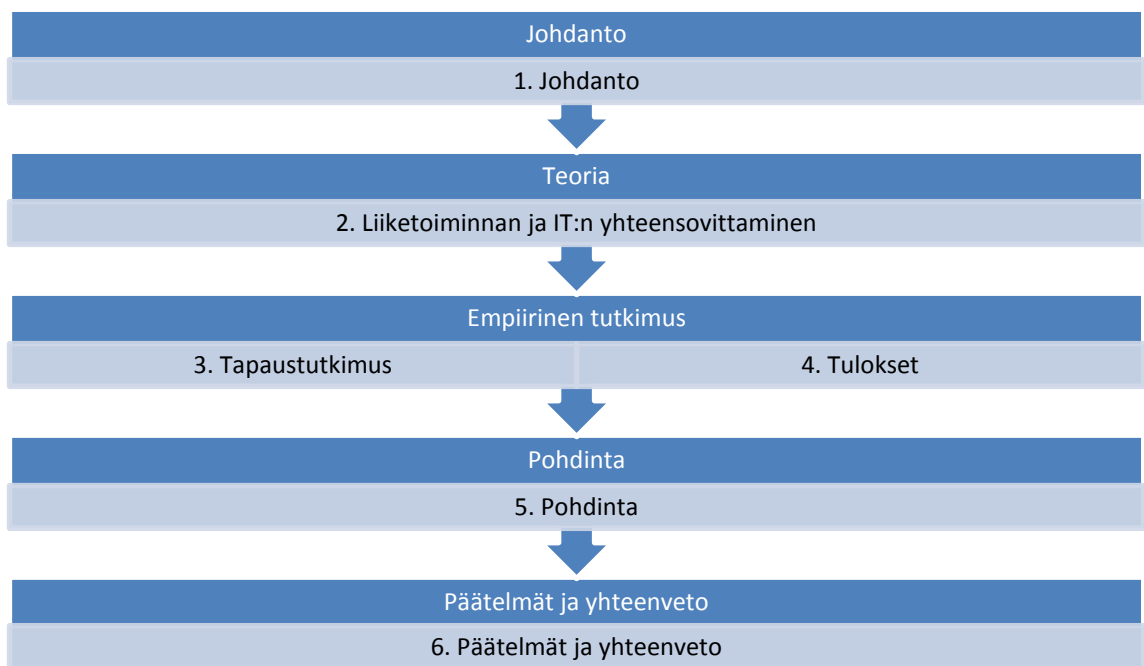 Johdanto
1. Johdanto
Teoria
2. Liiketoiminnan ja IT:n yhteensovittaminen
Empiirinen tutkimus
3. Tapaustutkimus
4. Tulokset
Pohdinta
5. Pohdinta
Päätelmät ja yhteenveto
6. Päätelmät ja yhteenveto